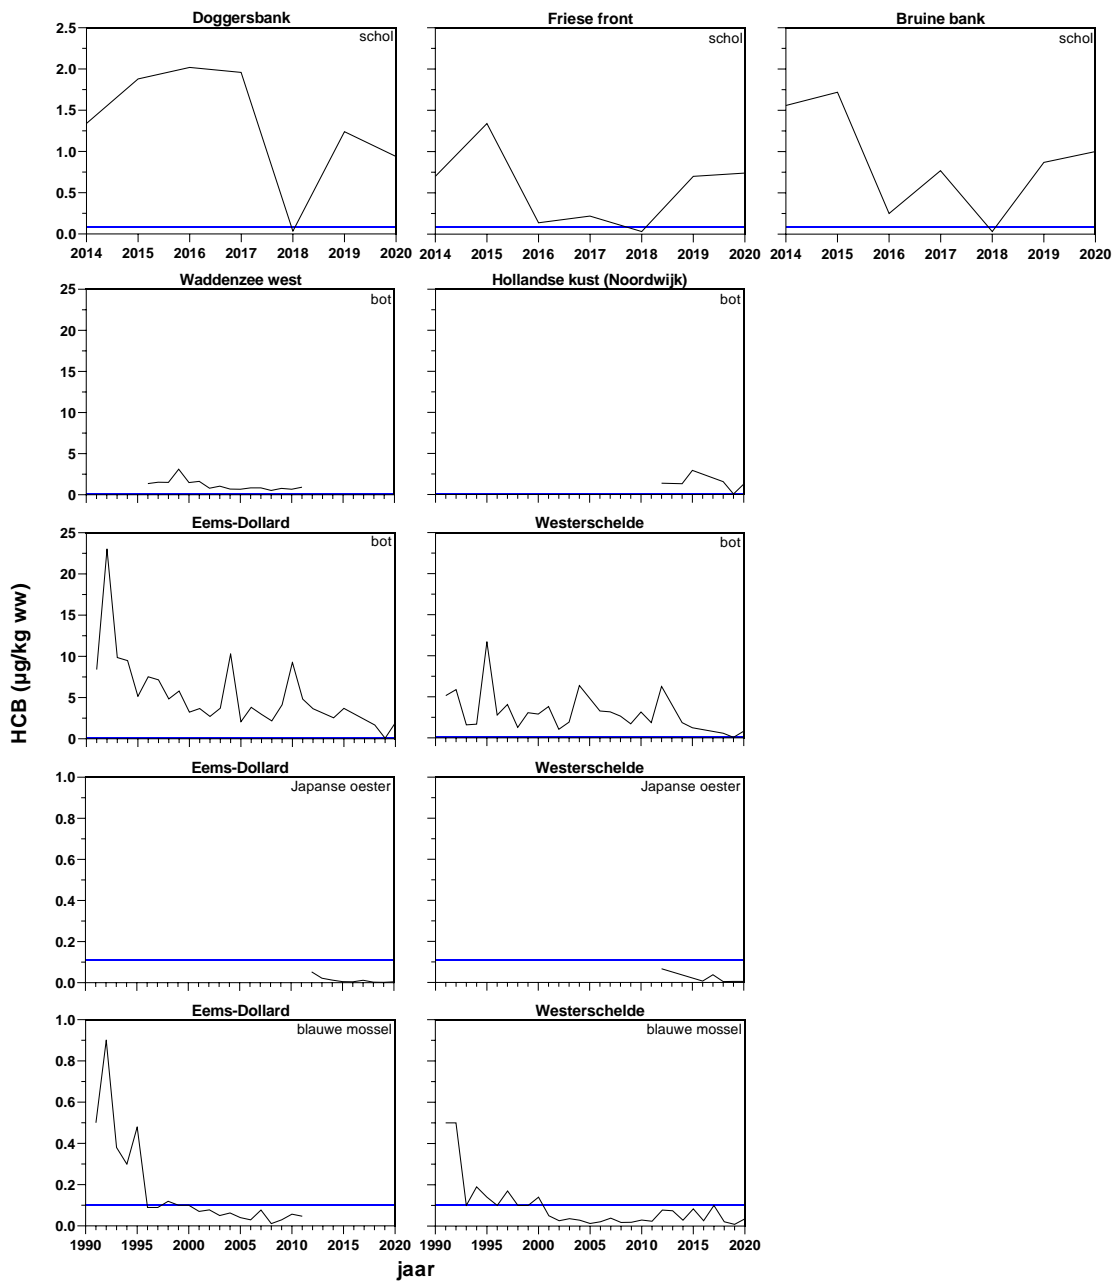 Doggersbank Friese front Bruine bank
schol schol schol
2.5
2.0
1.5
1.0
0.5
0.0
2014 2015 2016 2017 2018 2019 2020 2014 2015 2016 2017 2018 2019 2020 2014 2015 2016 2017 2018 2019 2020
Waddenzee west Hollandse kust (Noordwijk)
bot bot
25
20
15
10
5
0
Eems-Dollard Westerschelde
bot bot
25
20
15
10
5
0
HCB (µg/kg ww)
Eems-Dollard Westerschelde
Japanse oester Japanse oester
1.0
0.8
0.6
0.4
0.2
0.0
Eems-Dollard Westerschelde
blauwe mossel blauwe mossel
1.0
0.8
0.6
0.4
0.2
0.0
1990 1995 2000 2005 2010 2015 2020 1990 1995 2000 2005 2010 2015 2020
jaar